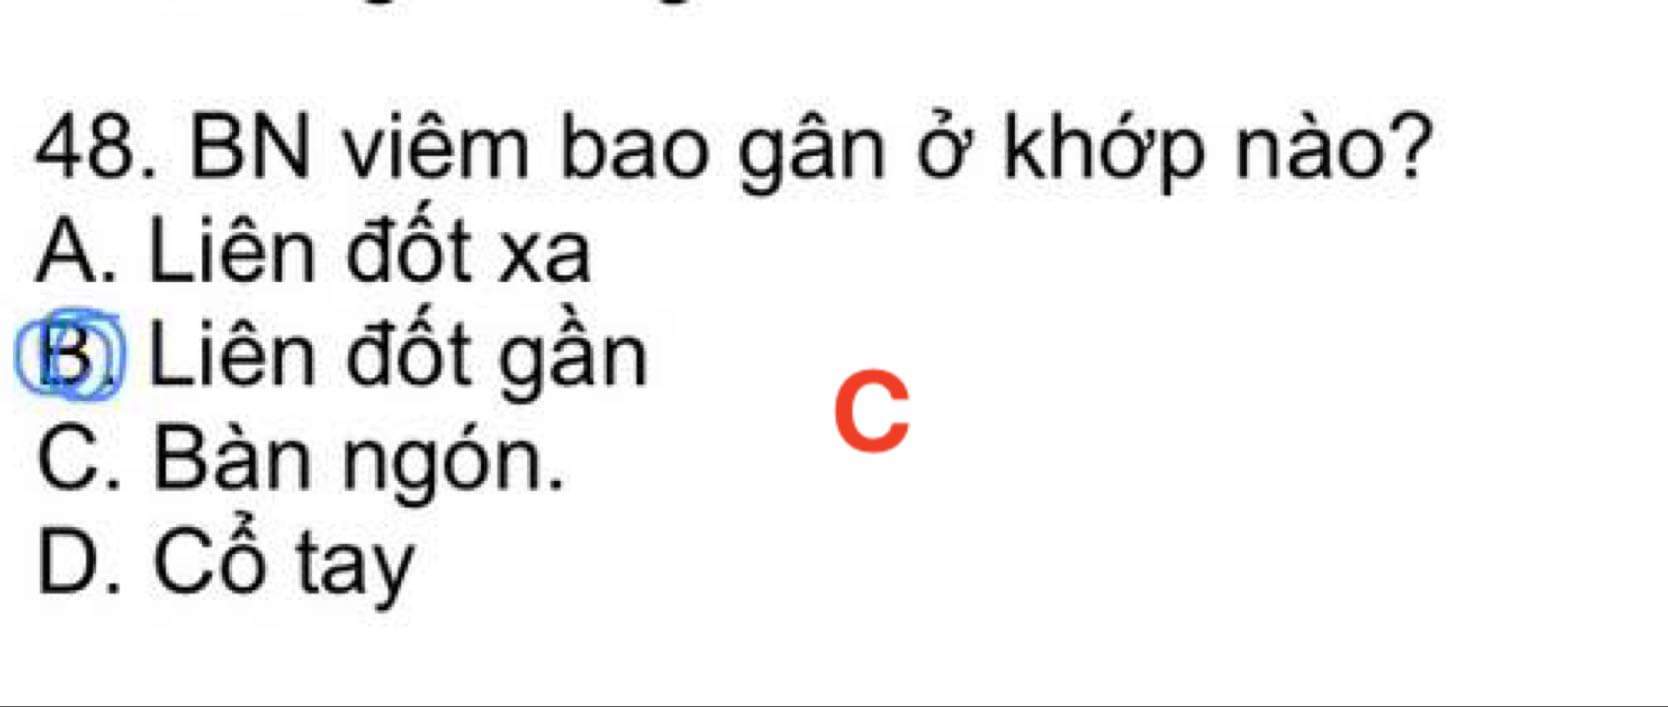 48. BN viêm bao gân ở khớp nào?
A. Liên đốt xa
B. Liên đốt gần
C
C. Bàn ngón.
D. Cổ tay